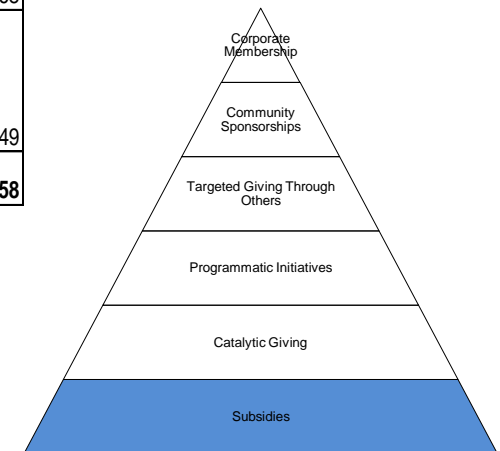 49
58
Corporate
Membership
Community
Sponsorships
Targeted Giving Through
Others
Programmatic Initiatives
Catalytic Giving
Subsidies